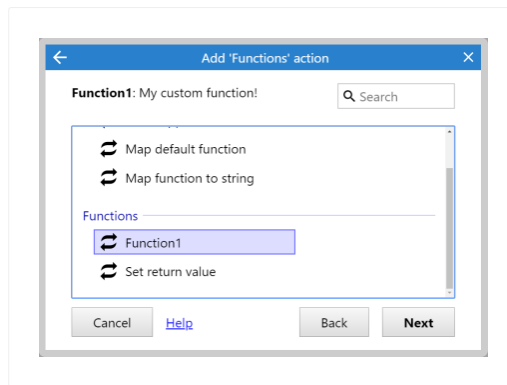 Add 'Functions' action
Function1: My custom function!
Search
Map default function
Map function to string
Functions
Function1
Set return value
Cancel
Help
Back
Next